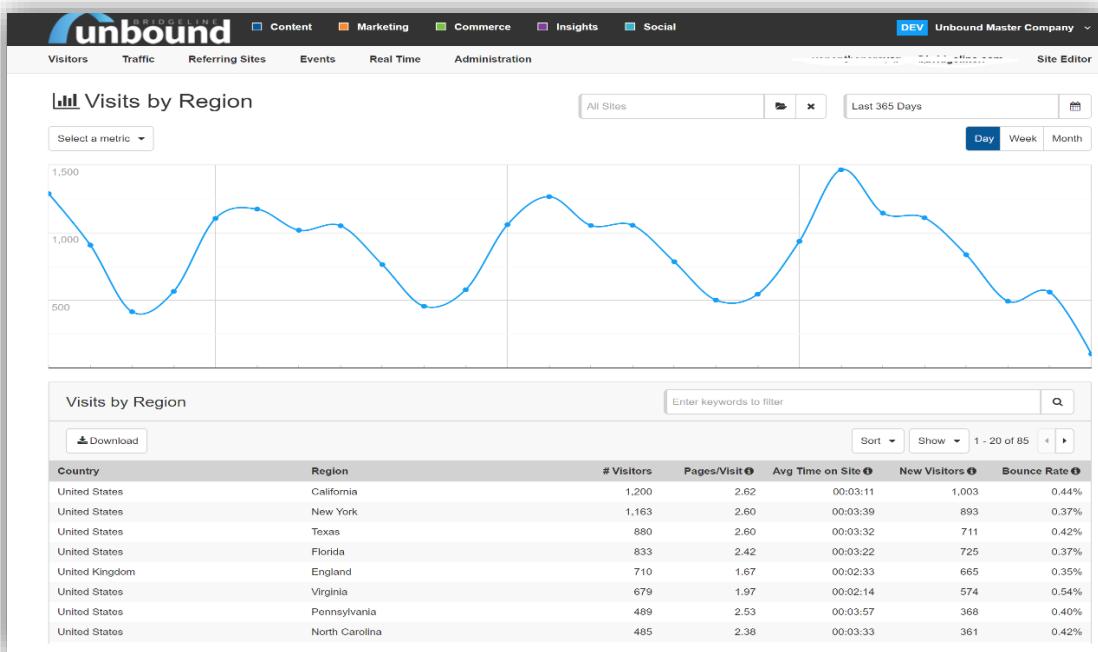 BRIDGELINE
unbound
Content Marketing Commerce Insights Social
DEV Unbound Master Company
Visitors Traffic Referring Sites Events Real Time Administration Site Editor
Visits by Region
All Sites
Last 365 Days
Select a metric
Day Week Month
1,500
1,000
500
Visits by Region
Enter keywords to filter
Download
Sort Show 1 - 20 of 85
Country Region # Visitors Pages/Visit Avg Time on Site New Visitors Bounce Rate
United States California 1,200 2.62 00:03:11 1,003 0.44%
United States New York 1,163 2.60 00:03:39 893 0.37%
United States Texas 880 2.60 00:03:32 711 0.42%
United States Florida 833 2.42 00:03:22 725 0.37%
United Kingdom England 710 1.67 00:02:33 665 0.35%
United States Virginia 679 1.97 00:02:14 574 0.54%
United States Pennsylvania 489 2.53 00:03:57 368 0.40%
United States North Carolina 485 2.38 00:03:33 361 0.42%